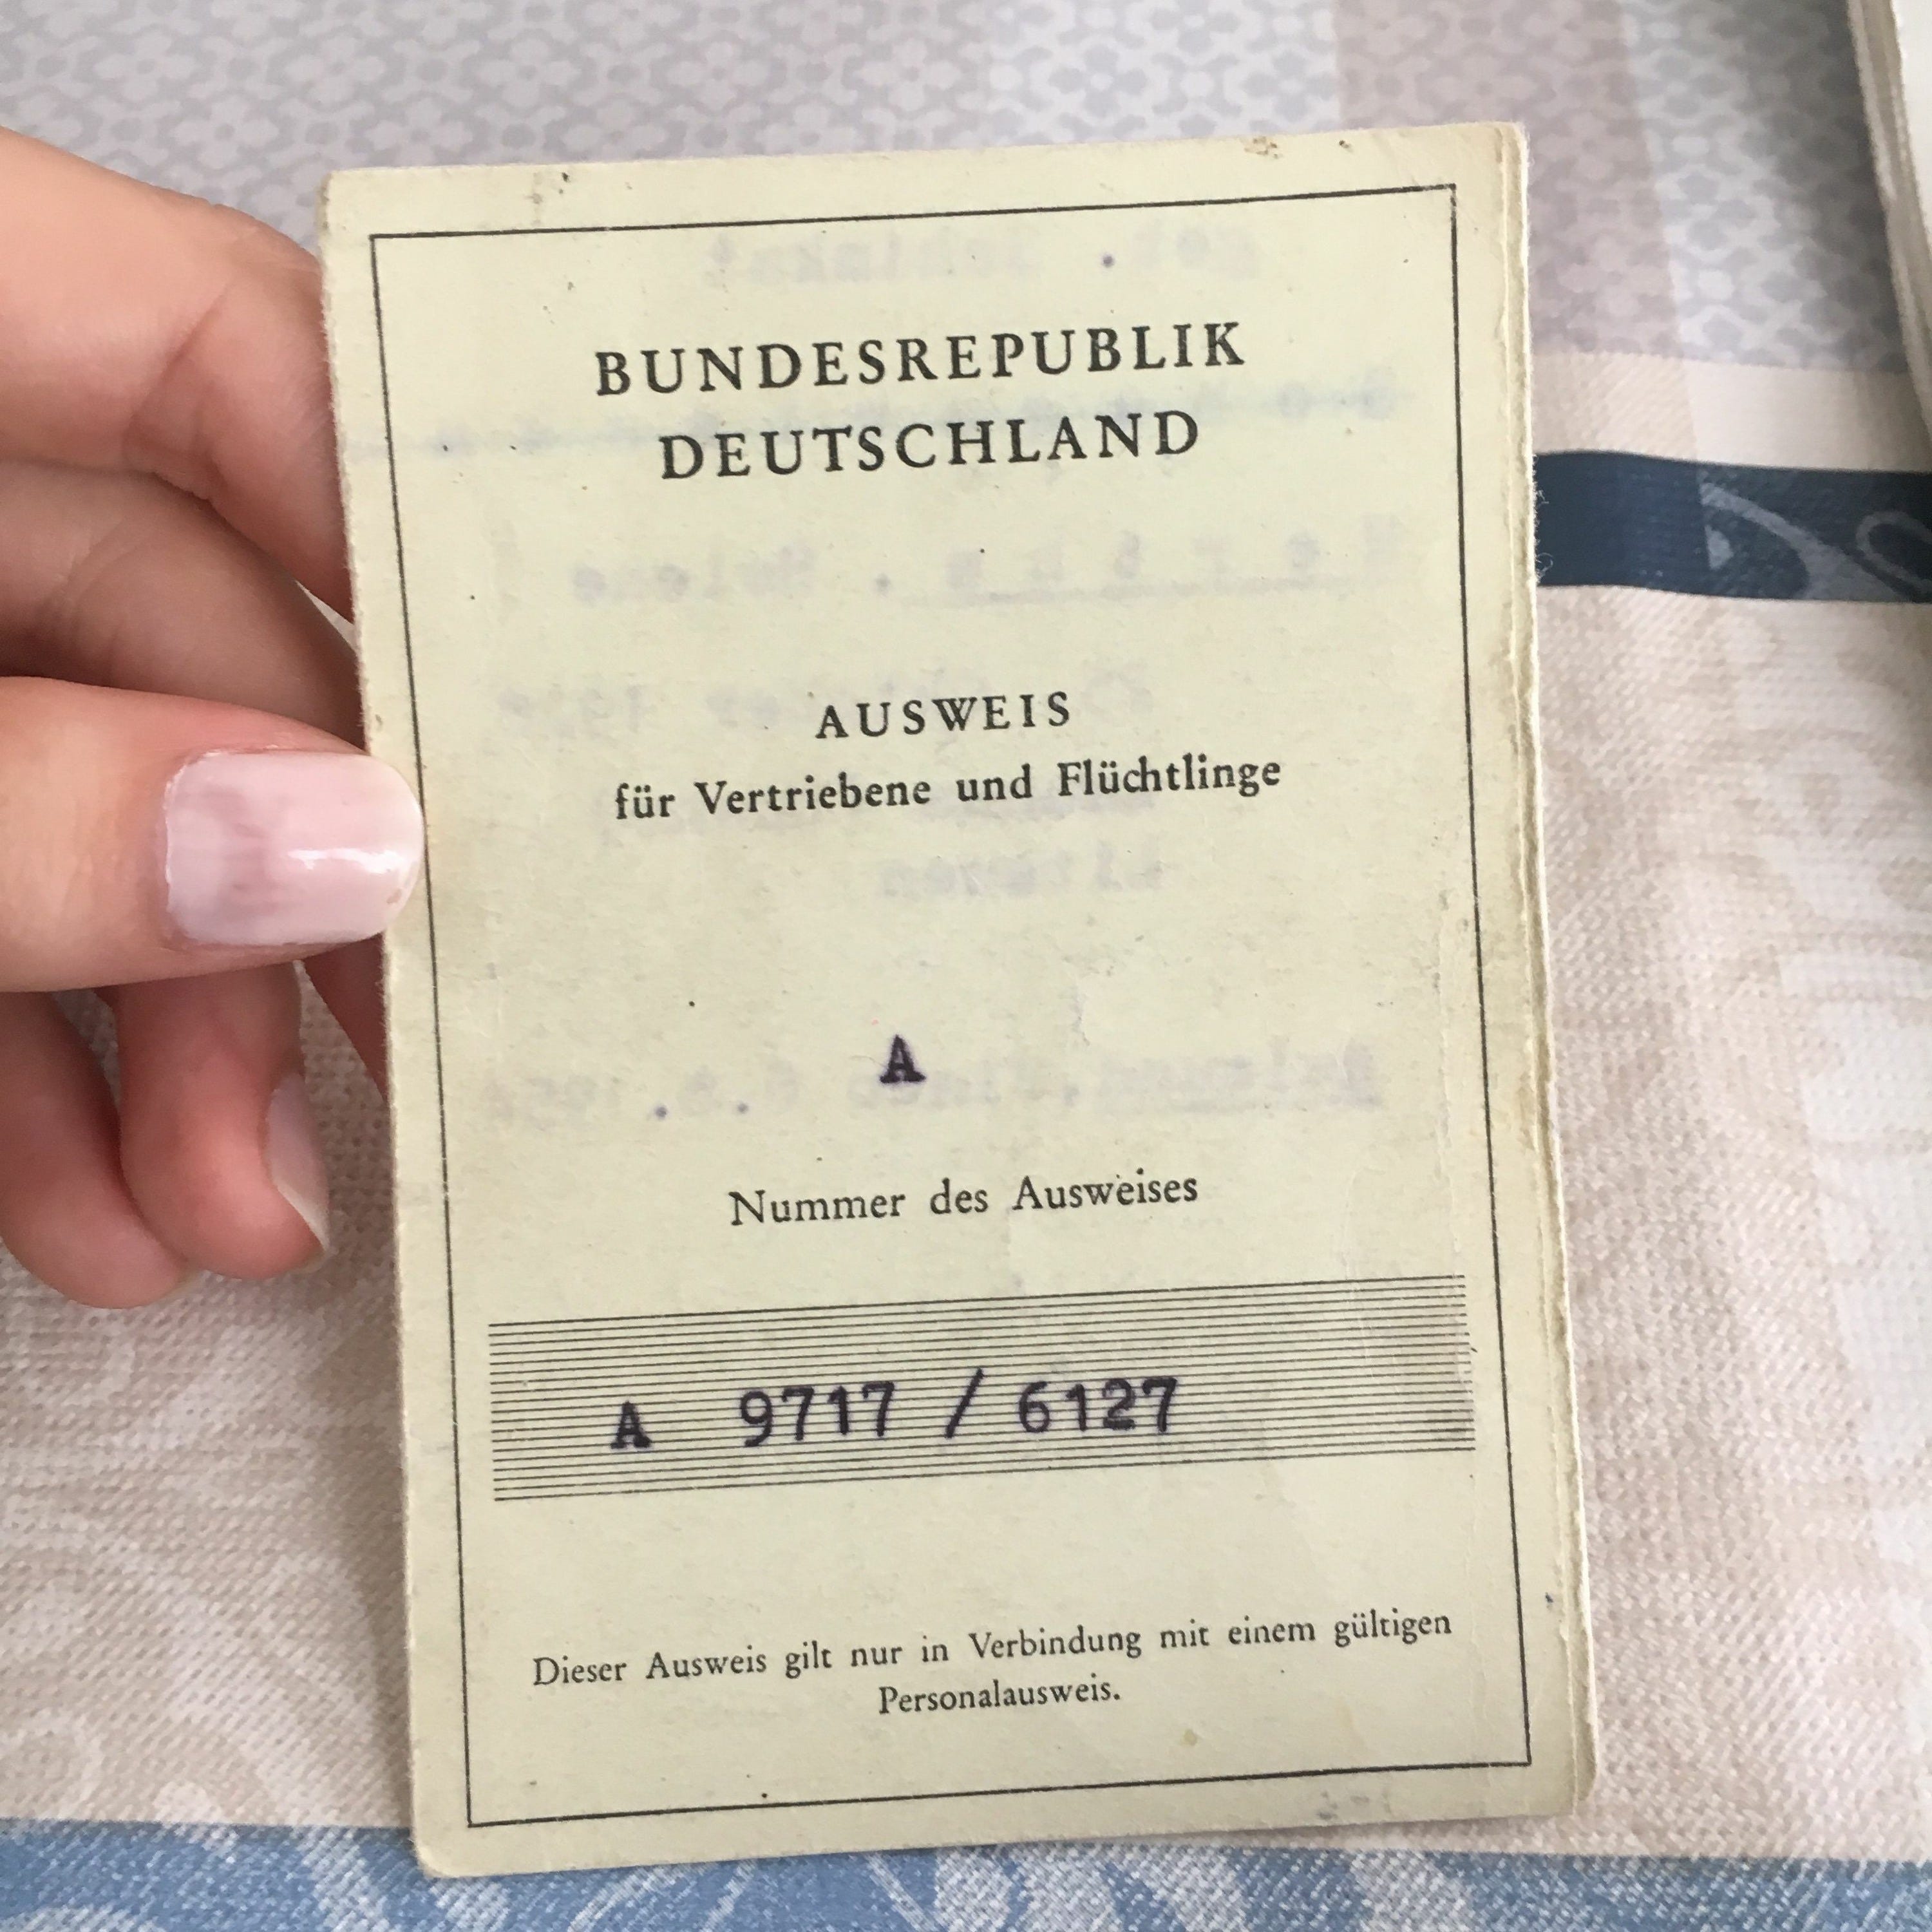 BUNDESREPUBLIK
DEUTSCHLAND
AUSWEIS
für Vertriebene und Flüchtlinge
A
Nummer des Ausweises
A 9717 / 6127
Dieser Ausweis gilt nur in Verbindung mit einem gültigen
Personalausweis.